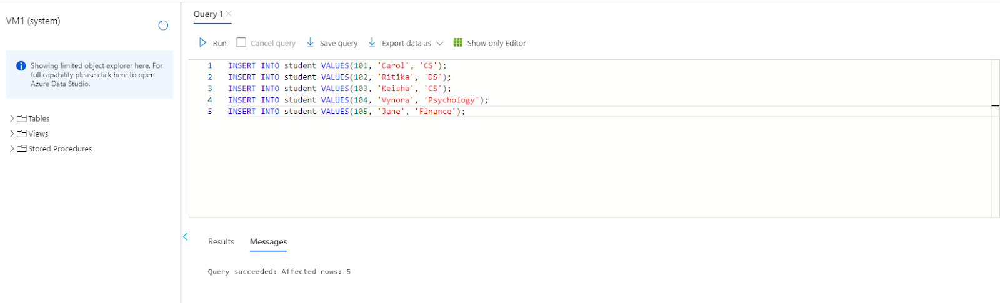 VM1 (system)
Showing limited object explorer here. For
full capability please click here to open
Azure Data Studio.
Tables
Views
Stored Procedures
Query 1
Run Cancel query Save query Export data as Show only Editor
1 INSERT INTO student VALUES(101, 'Carol', 'CS');
2 INSERT INTO student VALUES(102, 'Ritika', 'DS');
3 INSERT INTO student VALUES(103, 'Keisha', 'CS');
4 INSERT INTO student VALUES(104, 'Vynora', 'Psychology');
5 INSERT INTO student VALUES(105, 'Jane', 'Finance');
Results Messages
Query succeeded: Affected rows: 5